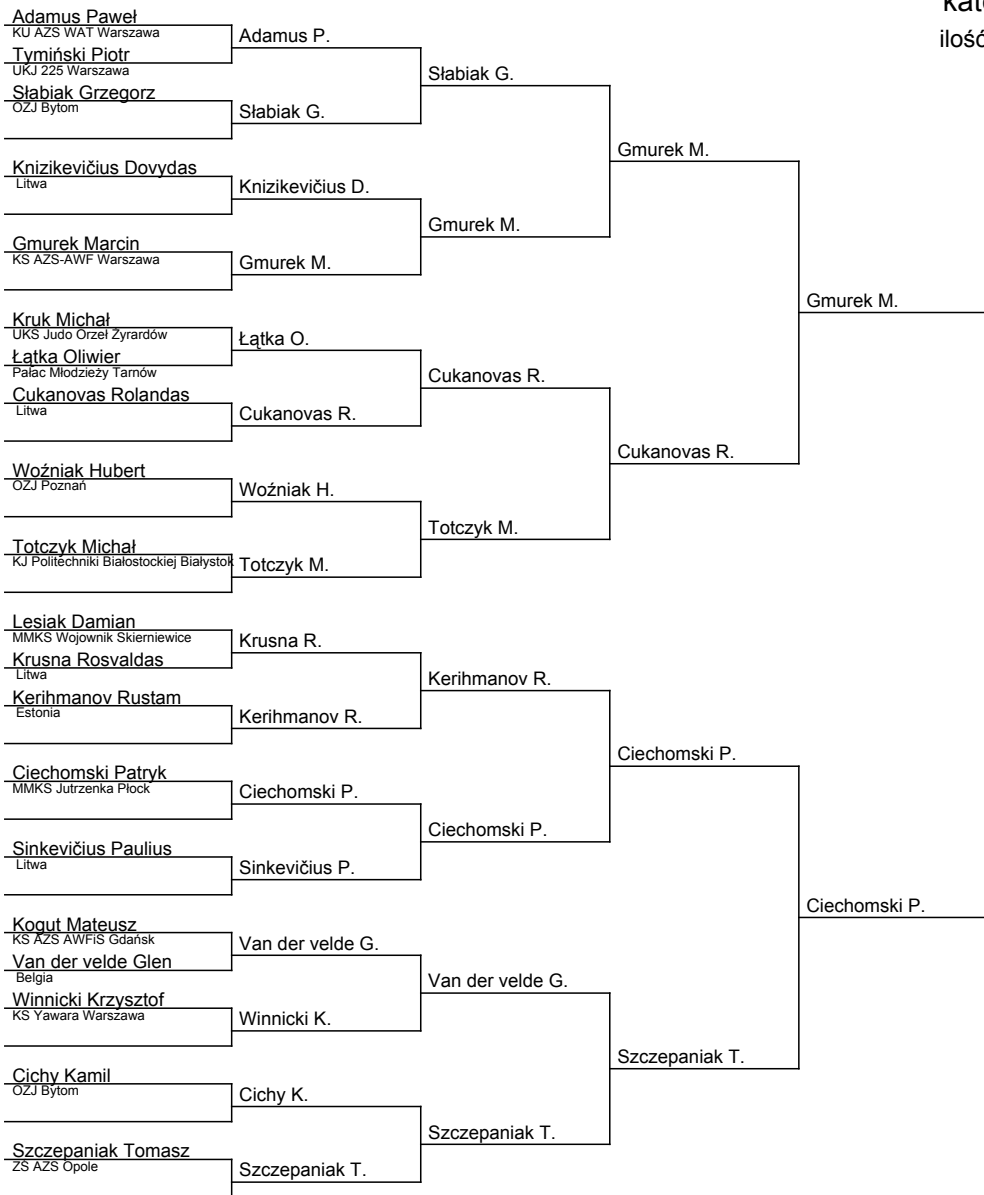 kat
ilość
Adamus Paweł
KU AZS WAT Warszawa
Tymiński Piotr
UKJ 225 Warszawa
Słabiak Grzegorz
OZJ Bytom
Knizikevičius Dovydas
Litwa
Gmurek Marcin
KS AZS-AWF Warszawa
Kruk Michał
UKS Judo Orzeł Żyrardów
Łątka Oliwier
Pałac Młodzieży Tarnów
Cukanovas Rolandas
Litwa
Woźniak Hubert
OZJ Poznań
Totczyk Michał
KJ Politechniki Białostockiej Białystok
Lesiak Damian
MMKS Wojownik Skierniewice
Krusna Rosvaldas
Litwa
Kerihmanov Rustam
Estonia
Ciechomski Patryk
MMKS Jutrzenka Płock
Sinkevičius Paulius
Litwa
Kogut Mateusz
KS AZS AWFiS Gdańsk
Van der velde Glen
Belgia
Winnicki Krzysztof
KS Yawara Warszawa
Cichy Kamil
OZJ Bytom
Szczepaniak Tomasz
ZS AZS Opole
Adamus P.
Słabiak G.
Knizikevičius D.
Gmurek M.
Łątka O.
Cukanovas R.
Woźniak H.
Totczyk M.
Krusna R.
Kerihmanov R.
Ciechomski P.
Sinkevičius P.
Van der velde G.
Winnicki K.
Cichy K.
Szczepaniak T.
Słabiak G.
Gmurek M.
Cukanovas R.
Totczyk M.
Kerihmanov R.
Ciechomski P.
Van der velde G.
Szczepaniak T.
Gmurek M.
Cukanovas R.
Ciechomski P.
Szczepaniak T.
Gmurek M.
Ciechomski P.